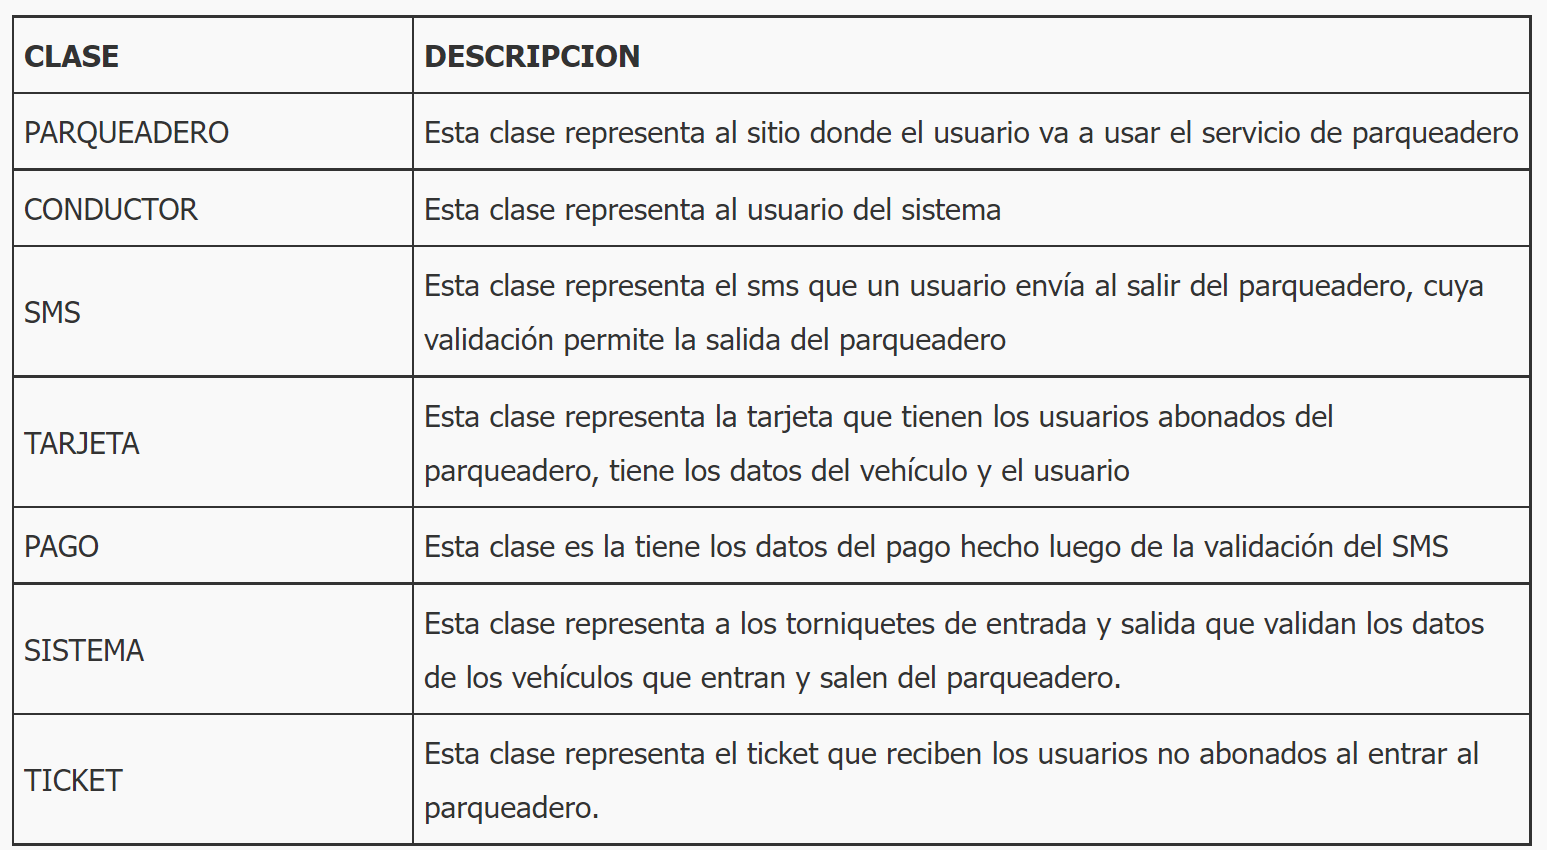 CLASE
DESCRIPCION
PARQUEADERO
Esta clase representa al sitio donde el usuario va a usar el servicio de parqueadero
CONDUCTOR
Esta clase representa al usuario del sistema
SMS
Esta clase representa el sms que un usuario envía al salir del parqueadero, cuya
validación permite la salida del parqueadero
TARJETA
Esta clase representa la tarjeta que tienen los usuarios abonados del
parqueadero, tiene los datos del vehículo y el usuario
PAGO
Esta clase es la tiene los datos del pago hecho luego de la validación del SMS
SISTEMA
Esta clase representa a los torniquetes de entrada y salida que validan los datos
de los vehículos que entran y salen del parqueadero.
TICKET
Esta clase representa el ticket que reciben los usuarios no abonados al entrar al
parqueadero.